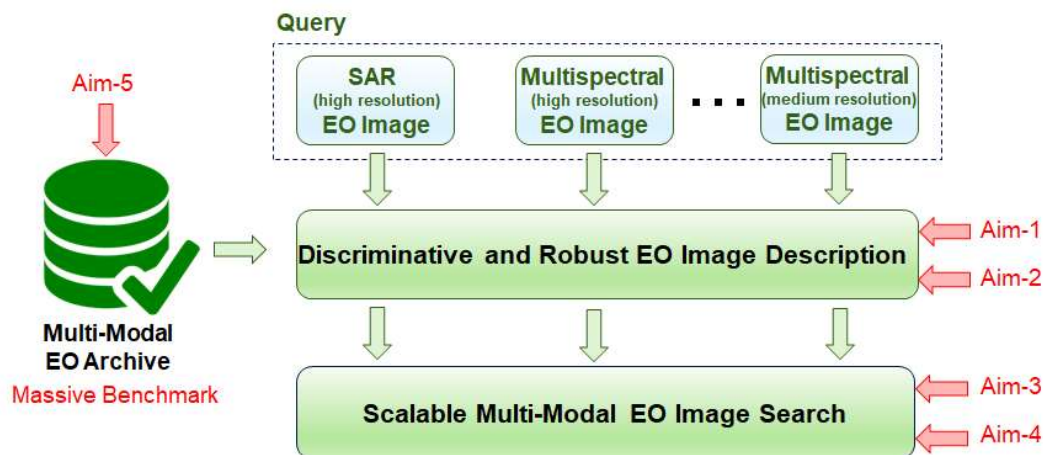 Query
SAR
(high resolution)
EO Image
Multispectral
(high resolution)
EO Image
. . .
Multispectral
(medium resolution)
EO Image
Aim-5
Discriminative and Robust EO Image Description
Aim-1
Aim-2
Multi-Modal
EO Archive
Massive Benchmark
Scalable Multi-Modal EO Image Search
Aim-3
Aim-4